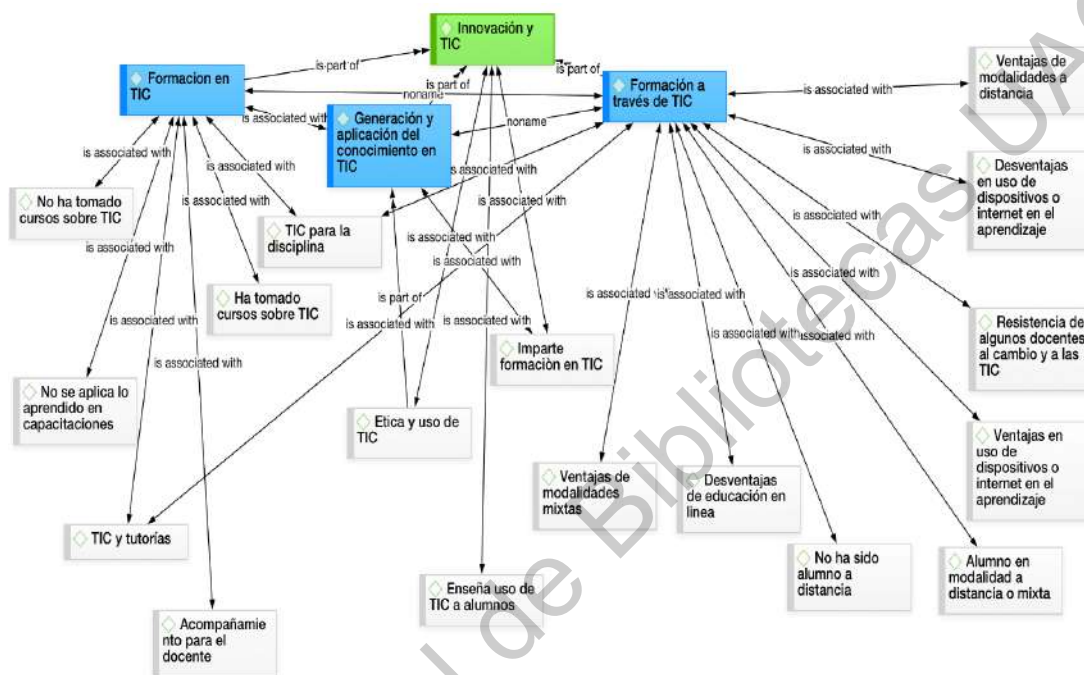 Innovación y
TIC
is part of
is part of
is part of
Formacion en
TIC
noname
Formación a
través de TIC
is associated with
Ventajas de
modalidades a
distancia
is associated with
Generación y
aplicación del
conocimiento en
TIC
noname
is associated with
is associated with
is associated with
is associated with
Desventajas
en uso de
dispositivos o
internet en el
aprendizaje
No ha tomado
cursos sobre TIC
is associated with
TIC para la
disciplina
is associated with
is associated with
is associated with
is associated with
Ha tomado
cursos sobre TIC
is part of
is associated with
is associated with
is associated with
is associated with
is associated with
is associated with
Resistencia de
algunos docentes
al cambio y a las
TIC
is associated with
Imparte
formaciòn en TIC
No se aplica lo
aprendido en
capacitaciones
Etica y uso de
TIC
Ventajas en
uso de
dispositivos o
internet en el
aprendizaje
Ventajas de
modalidades
mixtas
Desventajas
de educación en
linea
TIC y tutorías
No ha sido
alumno a
distancia
Alumno en
modalidad a
distancia o mixta
Enseña uso de
TIC a alumnos
Acompañamie
nto para el
docente
de Bibliotecas